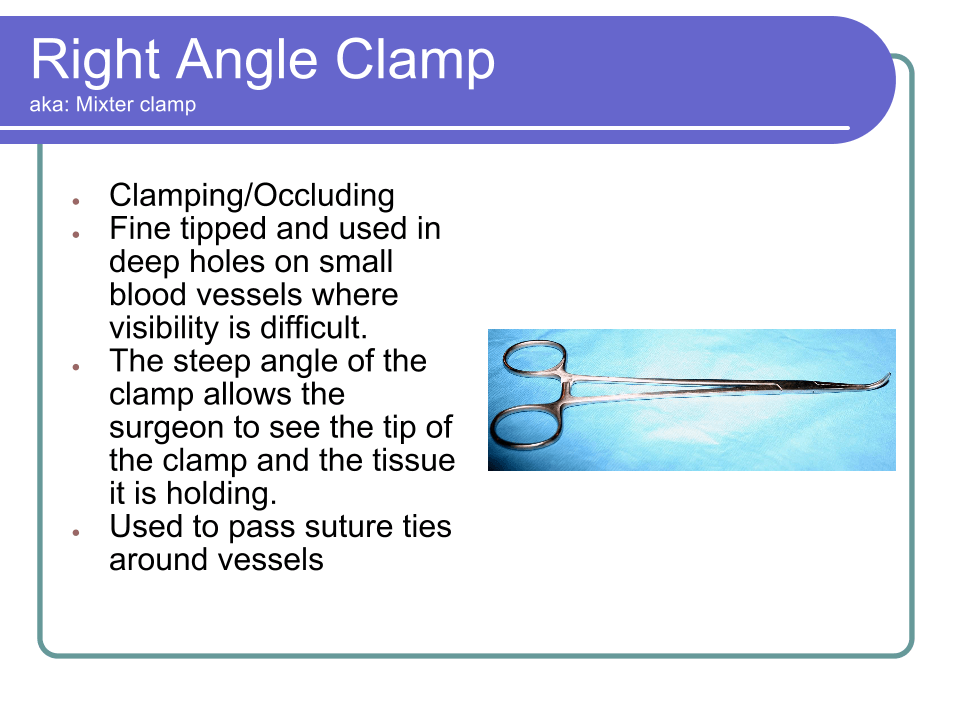 Right Angle Clamp
aka: Mixter clamp
● Clamping/Occluding
● Fine tipped and used in
deep holes on small
blood vessels where
visibility is difficult.
● The steep angle of the
clamp allows the
surgeon to see the tip of
the clamp and the tissue
it is holding.
● Used to pass suture ties
around vessels